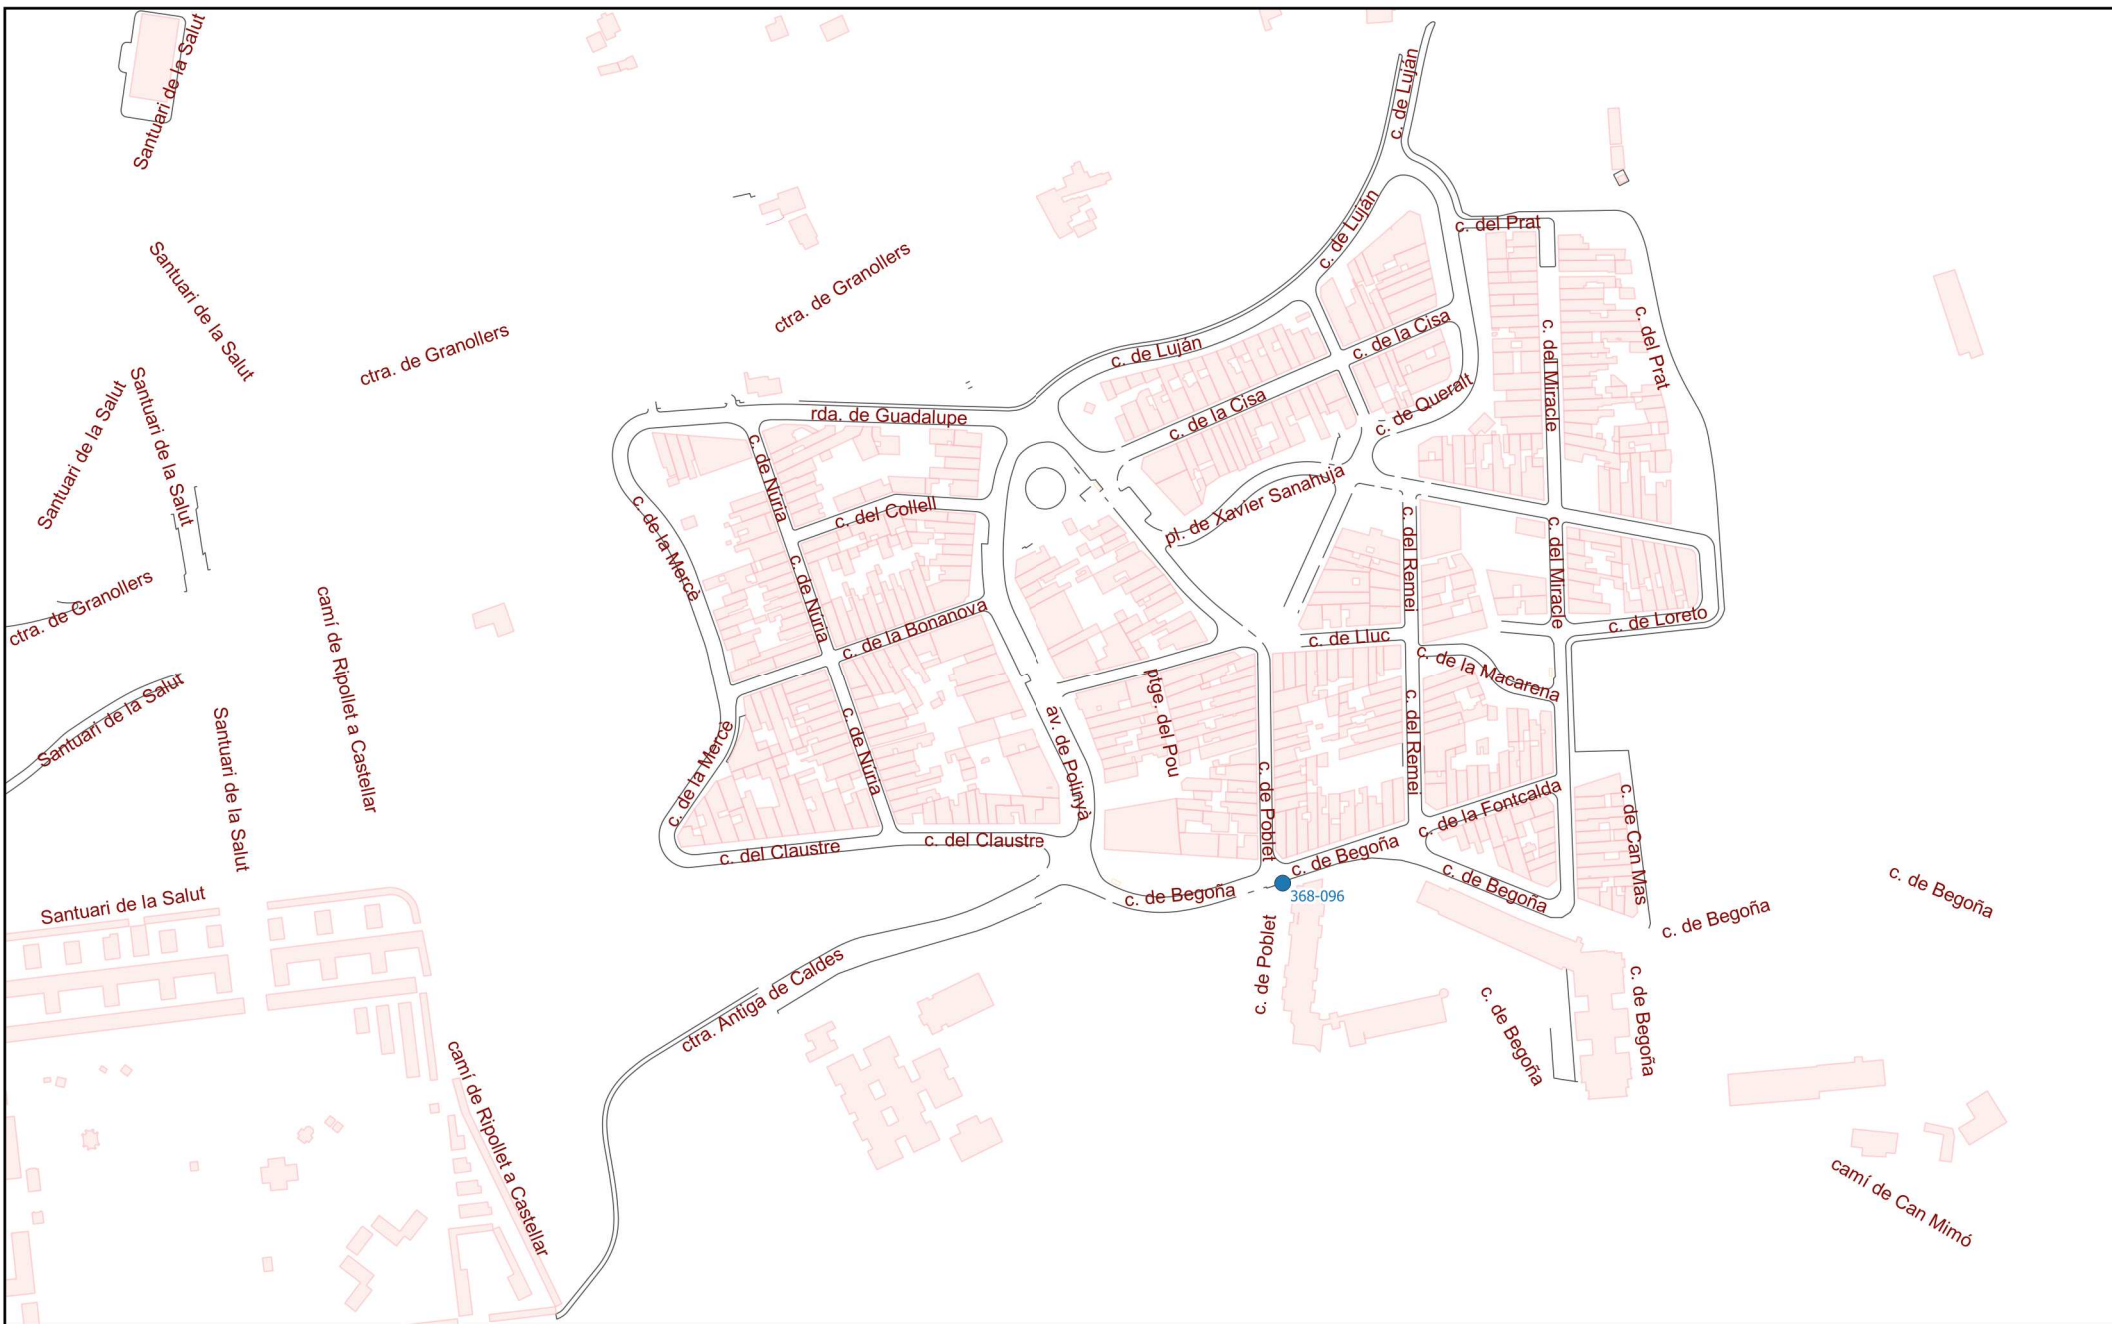 Santuari de la Salut
c. de Luján
c. de Luján
c. del Prat
Santuari de la Salut
ctra. de Granollers
ctra. de Granollers
c. de Luján
c. de la Cisa
c. del Prat
c. del Miracle
Santuari de la Salut
Santuari de la Salut
rda. de Guadalupe
c. de la Cisa
c. de Queralt
c. de Núria
c. del Collell
pl. de Xavier Sanahuja
c. de la Mercè
c. de Núria
c. del Remei
c. del Miracle
ctra. de Granollers
camí de Ripollet a Castellar
c. de la Bonanova
c. de Lluc
c. de Loreto
c. de la Macarena
Santuari de la Salut
Santuari de la Salut
c. de la Mercè
c. de Núria
av. de Polinyà
ptge. del Pou
c. de Poblet
c. del Remei
c. de la Fontcalda
c. de Can Mas
c. del Claustre
c. del Claustre
c. de Begoña
c. de Begoña
c. de Begoña
368-096
c. de Begoña
c. de Begoña
Santuari de la Salut
c. de Poblet
ctra. Antiga de Caldes
c. de Begoña
c. de Begoña
camí de Ripollet a Castellar
camí de Can Mimó